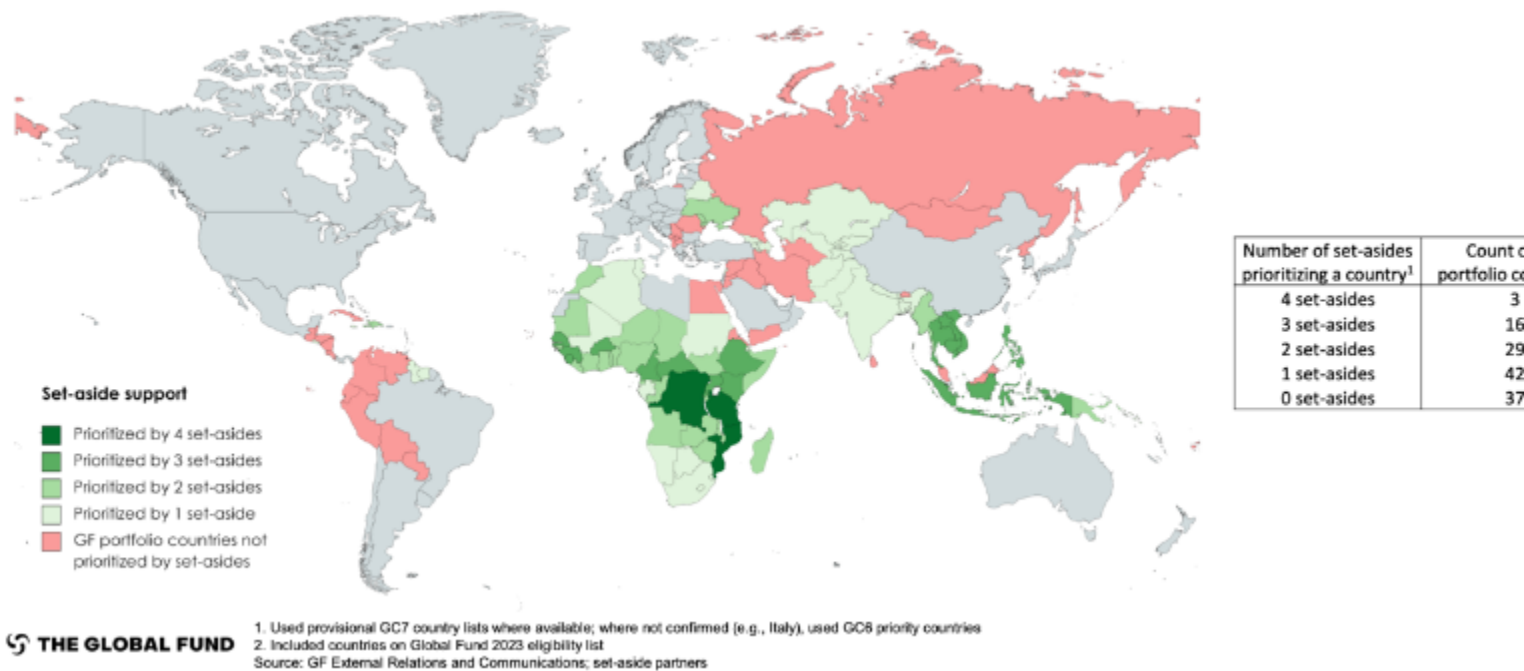 Set-aside support
Prioritized by 4 set-asides
Prioritized by 3 set-asides
Prioritized by 2 set-asides
Prioritized by 1 set-aside
GF portfolio countries not
prioritized by set-asides
Number of set-asides Count
prioritizing a country¹ portfolio
4 set-asides 3
3 set-asides 16
2 set-asides 29
1 set-asides 42
0 set-asides 37
THE GLOBAL FUND
1. Used provisional GC7 country lists where available; where not confirmed (e.g., Italy), used GC6 priority countries
2. Included countries on Global Fund 2023 eligibility list
Source: GF External Relations and Communications; set-aside partners